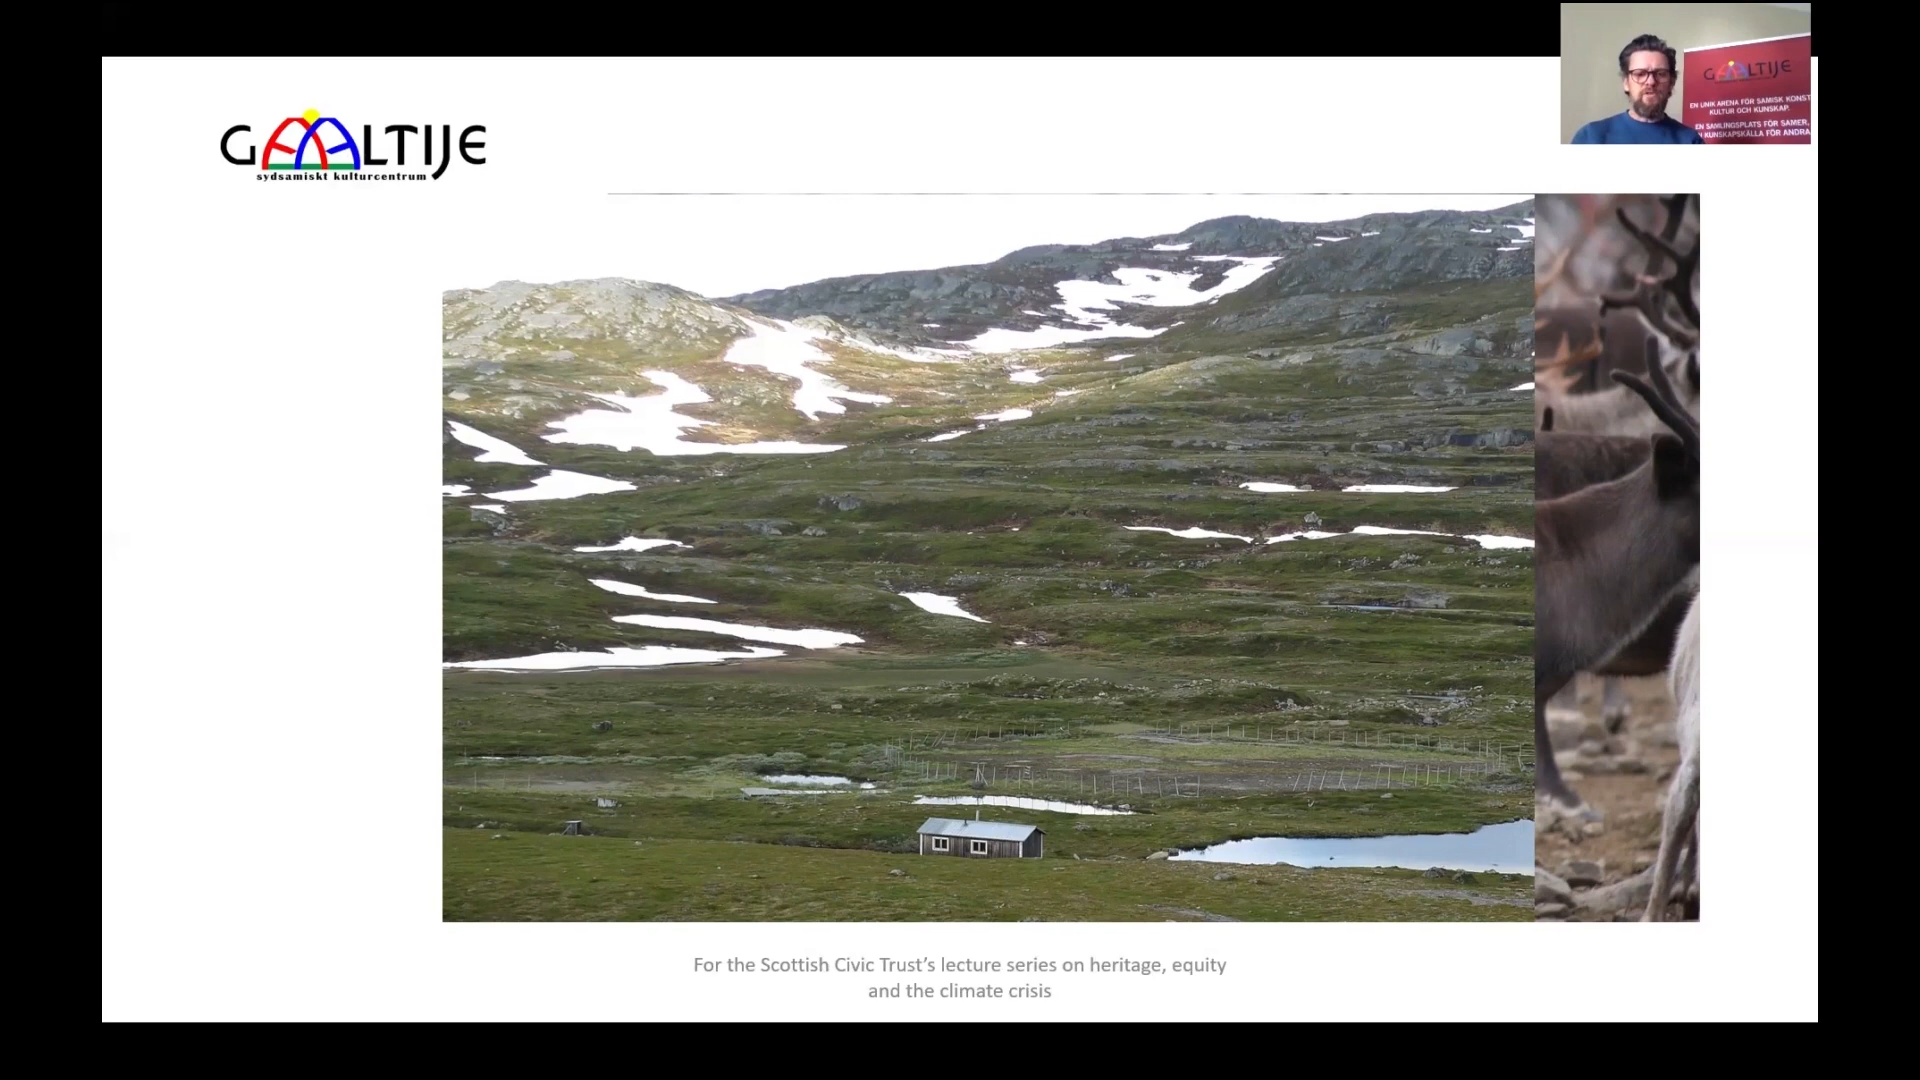 GAALTIJE
sydsamiskt kulturcentrum
GAALTIJE
EN UNIK ARENA FÖR SAMISK KONST
KULTUR OCH KUNSKAP.
EN SAMLINGSPLATS FÖR SAMER,
KUNSKAPSKÄLLA FÖR ANDRA
For the Scottish Civic Trust’s lecture series on heritage, equity
and the climate crisis